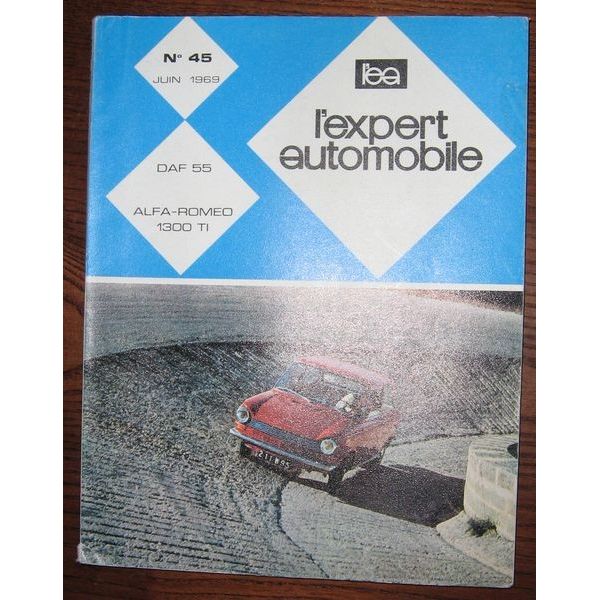 N° 45
JUIN 1969
DAF 55
ALFA-ROMEO
1300 TI
l'ea
l'expert
automobile